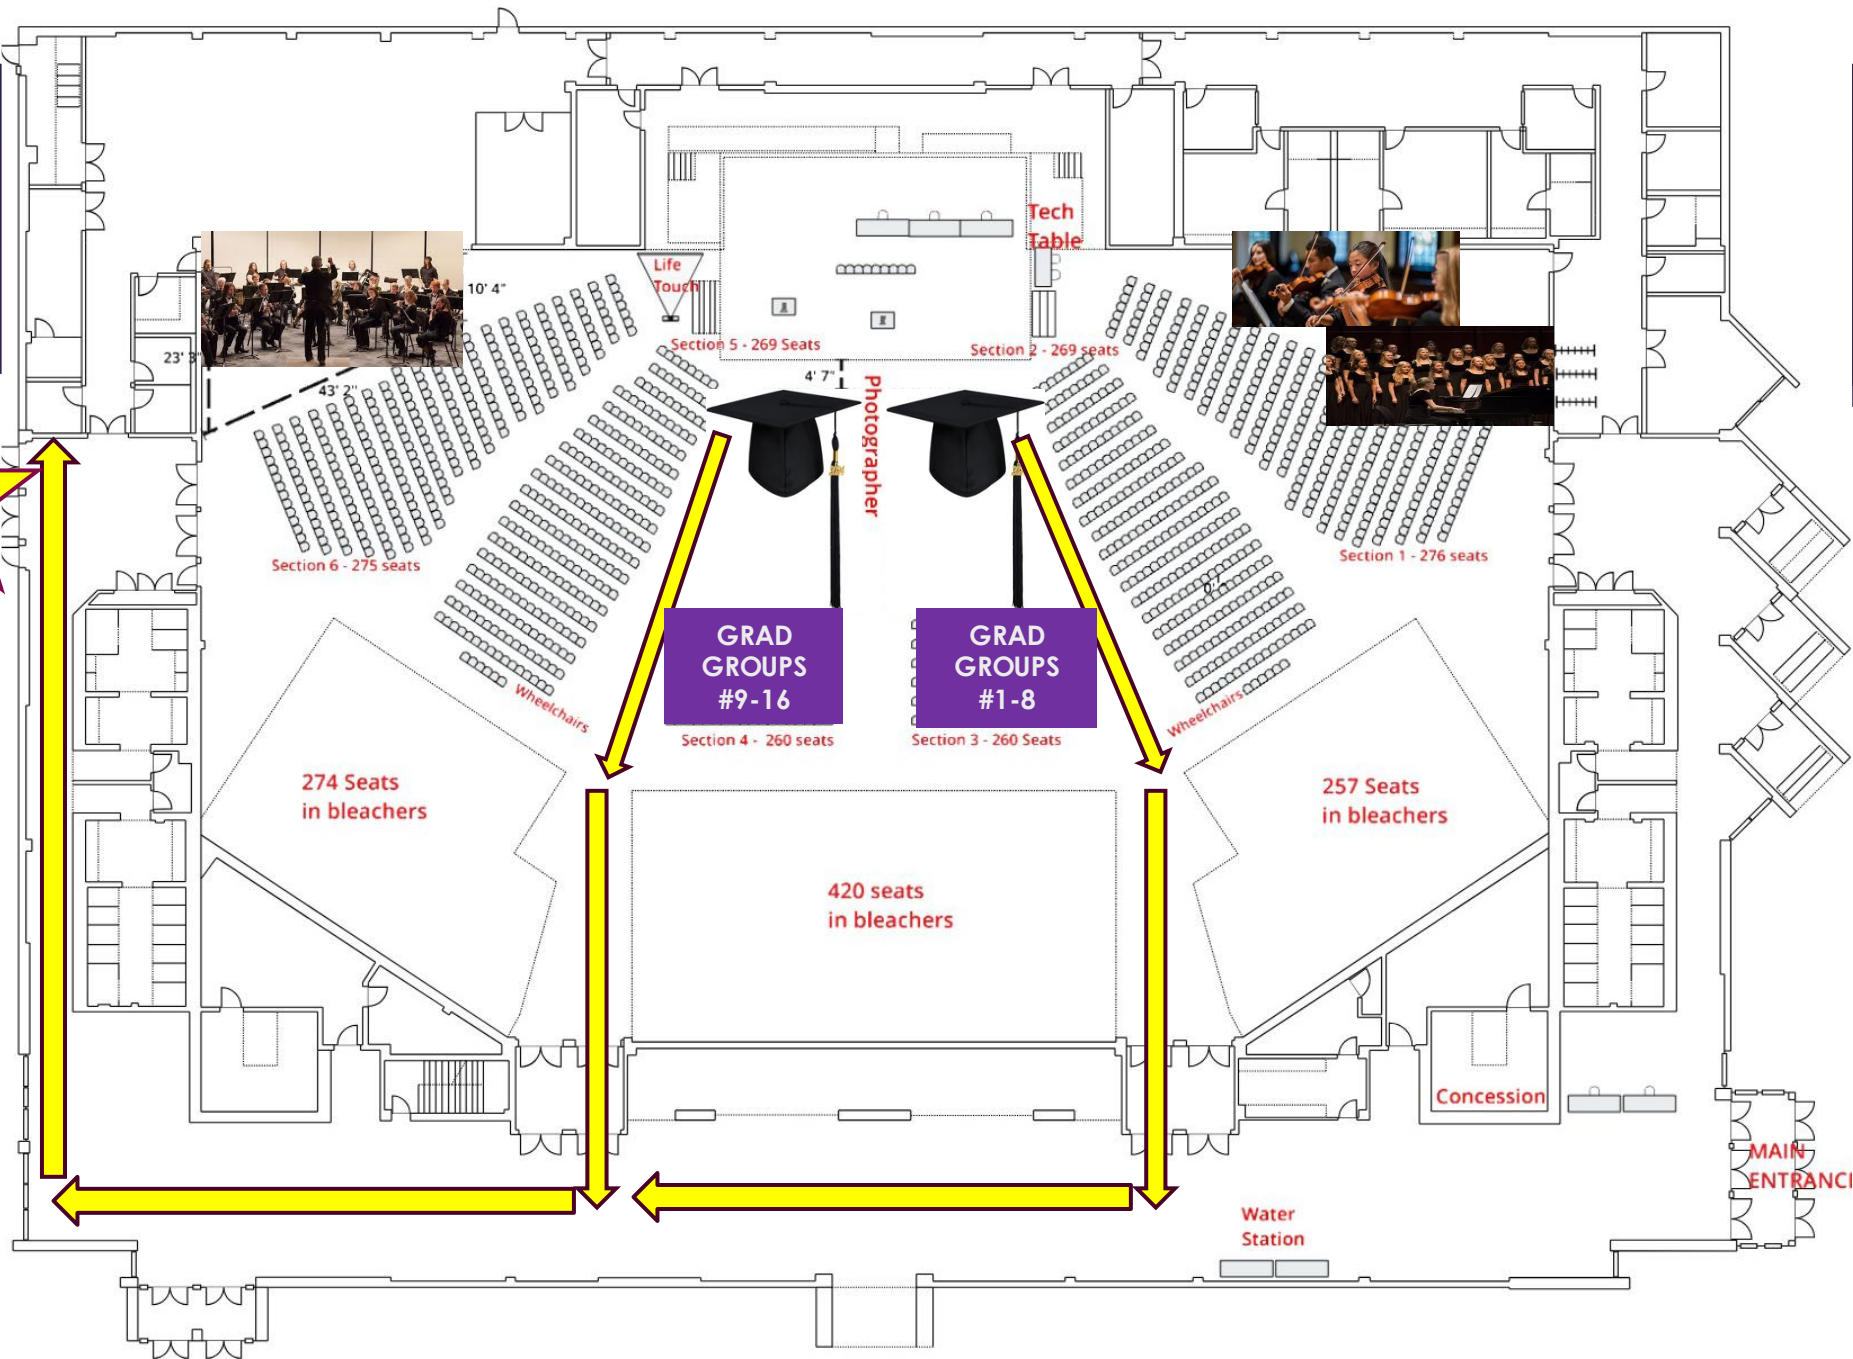 Tech
Table
Life
Touch
10' 4"
Section 5 - 269 Seats
Section 2 - 269 seats
23' 3"
43' 2"
4' 7"
Photographer
Section 6 - 275 seats
Section 1 - 276 seats
GRAD
GROUPS
#9-16
GRAD
GROUPS
#1-8
Wheelchairs
Wheelchairs
Section 4 - 260 seats
Section 3 - 260 Seats
274 Seats
in bleachers
257 Seats
in bleachers
420 seats
in bleachers
Concession
MAIN
ENTRANCE
Water
Station